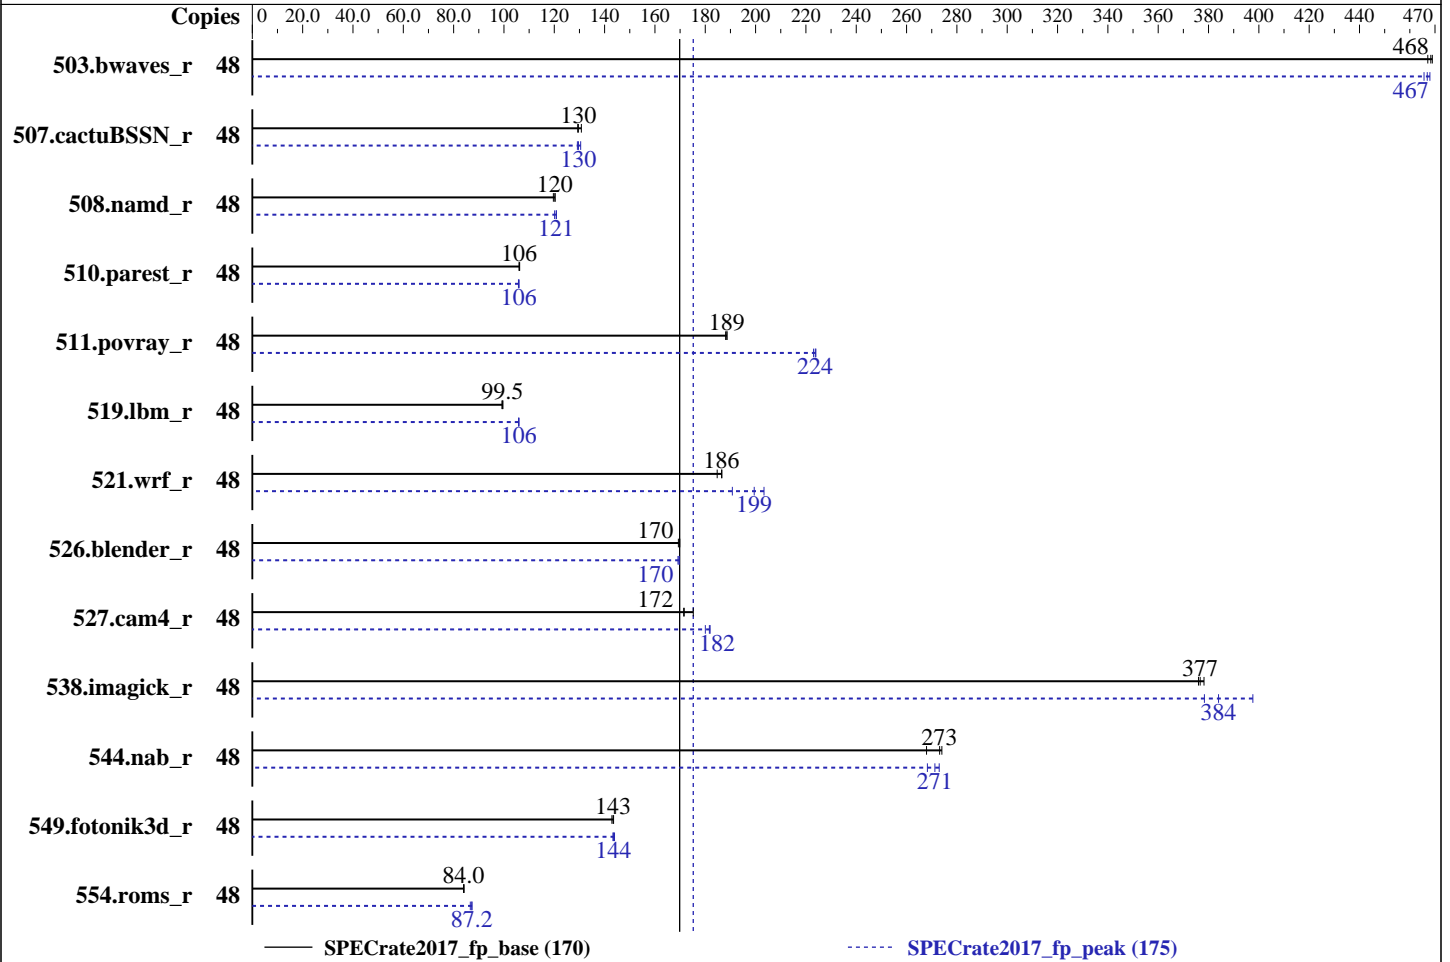 Copies 0 20.0 40.0 60.0 80.0 100 120 140 160 180 200 220 240 260 280 300 320 340 360 380 400 420 440 470
468
503.bwaves_r 48
467
130
507.cactuBSSN_r 48
130
120
508.namd_r 48
121
106
510.parest_r 48
106
189
511.povray_r 48
224
99.5
519.lbm_r 48
106
186
521.wrf_r 48
199
170
526.blender_r 48
170
172
527.cam4_r 48
182
377
538.imagick_r 48
384
273
544.nab_r 48
271
143
549.fotonik3d_r 48
144
84.0
554.roms_r 48
87.2
SPECrate2017_fp_base (170) SPECrate2017_fp_peak (175)